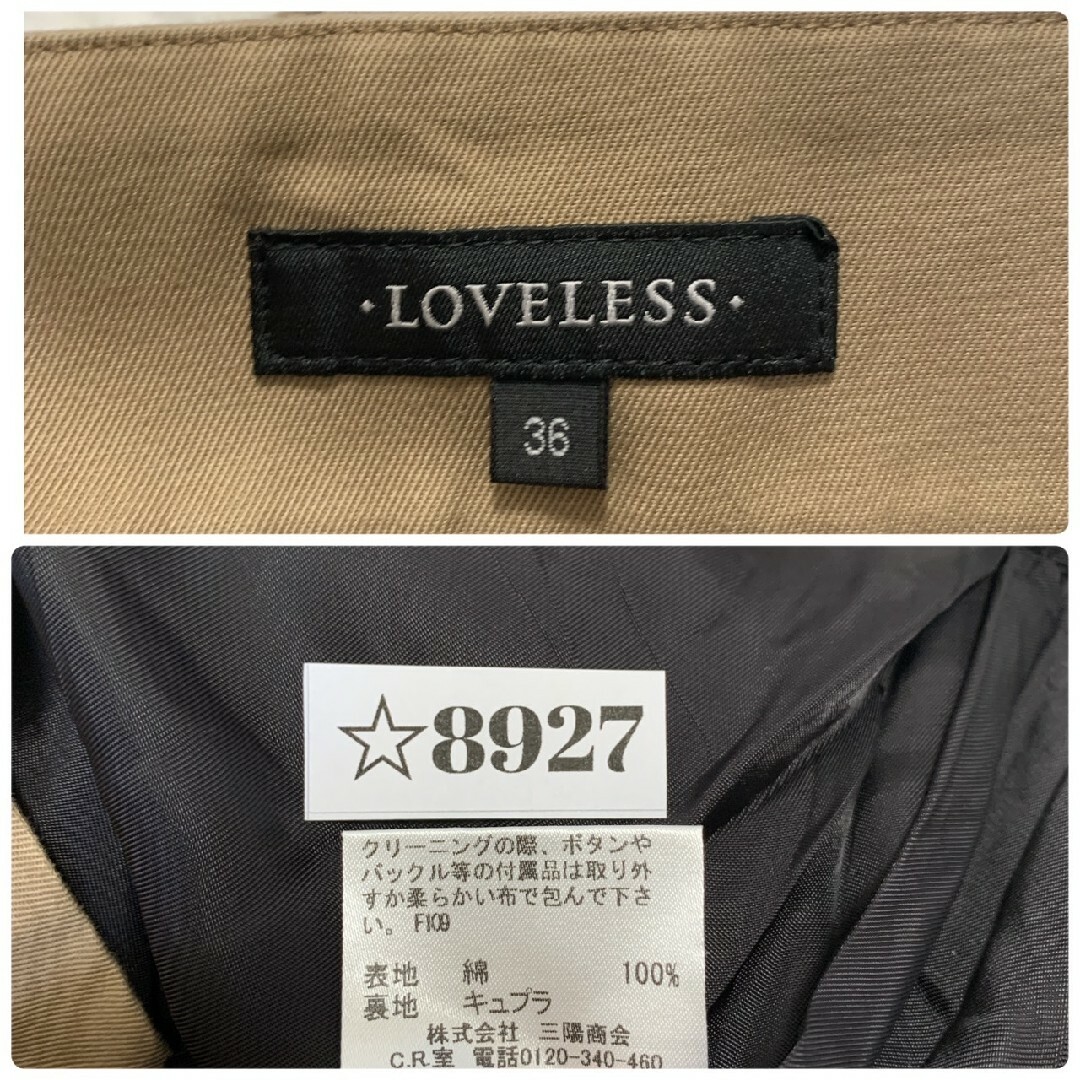 ·LOVELESS·
36
☆8927
クリーニングの際、ボタンや
バックル等の付属品は取り外
すか柔らかい布で包んで下さ
い。 F109
表地 綿 100%
裏地 キュプラ
株式会社 三陽商会
C.R.室 電話0120-340-460